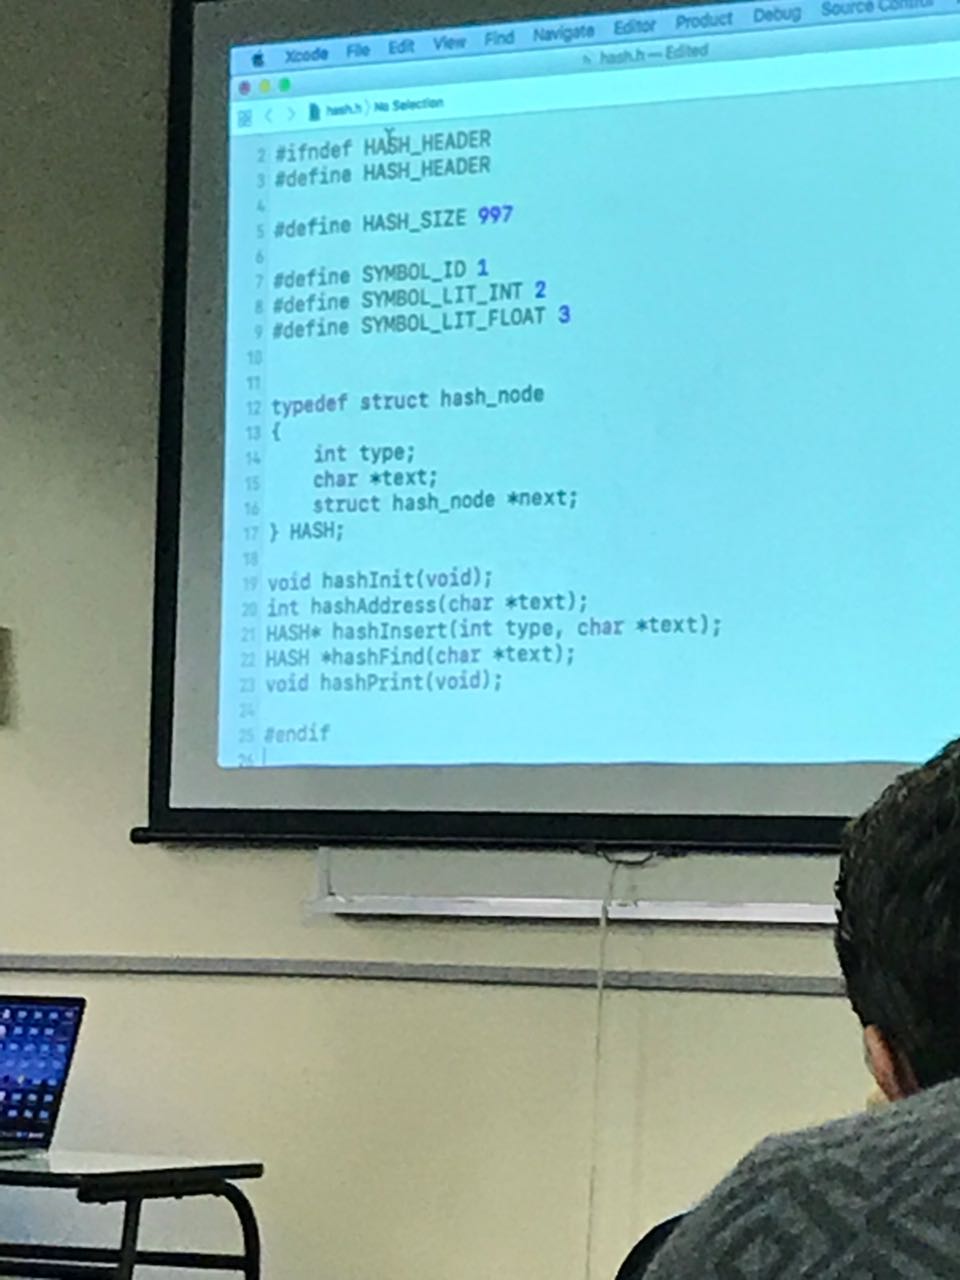 Xcode File Edit View Find Navigate Editor Product Debug Source Control
hash.h — Edited
hash.h No Selection
2 #ifndef HASH_HEADER
3 #define HASH_HEADER
4
5 #define HASH_SIZE 997
6
7 #define SYMBOL_ID 1
8 #define SYMBOL_LIT_INT 2
9 #define SYMBOL_LIT_FLOAT 3
10
11
12 typedef struct hash_node
13 {
14 int type;
15 char *text;
16 struct hash_node *next;
17 } HASH;
18
19 void hashInit(void);
20 int hashAddress(char *text);
21 HASH* hashInsert(int type, char *text);
22 HASH *hashFind(char *text);
23 void hashPrint(void);
24
25 #endif
26